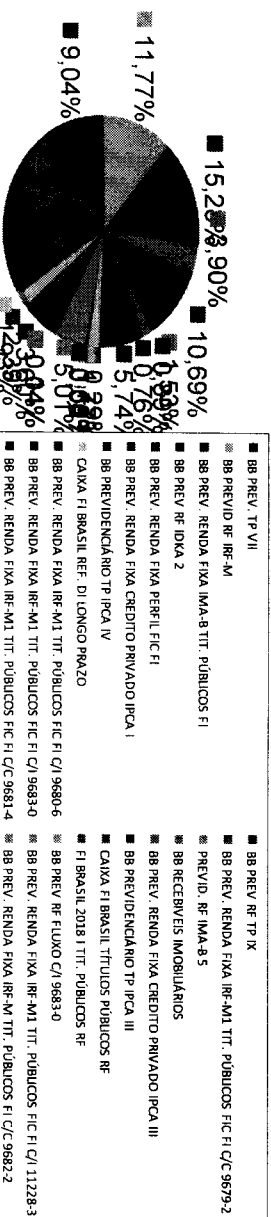 11,77%
9,04%
3,90%
10,69%
5,74%
BB PREV. TP VII
BB PREVID RF IRF-M
BB PREV. RENDA FIXA IMA-B TIT. PÚBLICOS FI
BB PREV RF IDKA 2
BB PREV. RENDA FIXA PERFIL FIC FI
BB PREV. RENDA FIXA CREDITO PRIVADO IPCA I
BB PREVIDENCIÁRIO TP IPCA IV
CAIXA FI BRASIL REF. DI LONGO PRAZO
BB PREV. RENDA FIXA IRF-M1 TIT. PÚBLICOS FIC FI C/I 9680-6
BB PREV. RENDA FIXA IRF-M1 TIT. PÚBLICOS FIC FI C/I 9683-0
BB PREV. RENDA FIXA IRF-M1 TIT. PÚBLICOS FIC FI C/C 9681-4
BB PREV RF TP IX
BB PREV. RENDA FIXA IRF-M1 TIT. PÚBLICOS FIC FI C/C 9679-2
PREVID. RF IMA-B 5
BB RECEBIVEIS IMOBILIÁRIOS
BB PREV. RENDA FIXA CREDITO PRIVADO IPCA III
BB PREVIDENCIÁRIO TP IPCA III
CAIXA FI BRASIL TÍTULOS PÚBLICOS RF
FI BRASIL 2018 I TIT. PÚBLICOS RF
BB PREV RF FLUXO C/I 9683-0
BB PREV. RENDA FIXA IRF-M1 TIT. PÚBLICOS FIC FI C/I 11228-3
BB PREV. RENDA FIXA IRF-M TIT. PÚBLICOS FI C/C 9682-2